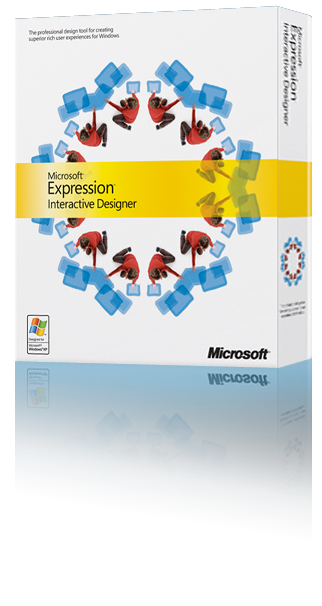 The professional design tool for creating
superior rich user experiences for Windows
Microsoft
Expression
Interactive Designer
Designed for
Microsoft
Windows XP
Microsoft
Microsoft
Expression
Interactive Designer
Microsoft